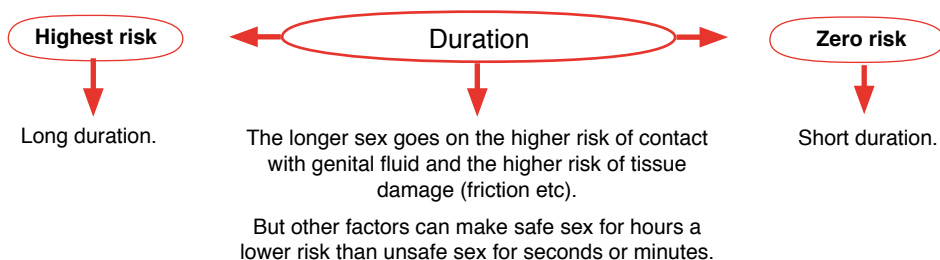 Highest risk
Duration
Zero risk
Long duration.
The longer sex goes on the higher risk of contact
with genital fluid and the higher risk of tissue
damage (friction etc).
But other factors can make safe sex for hours a
lower risk than unsafe sex for seconds or minutes.
Short duration.